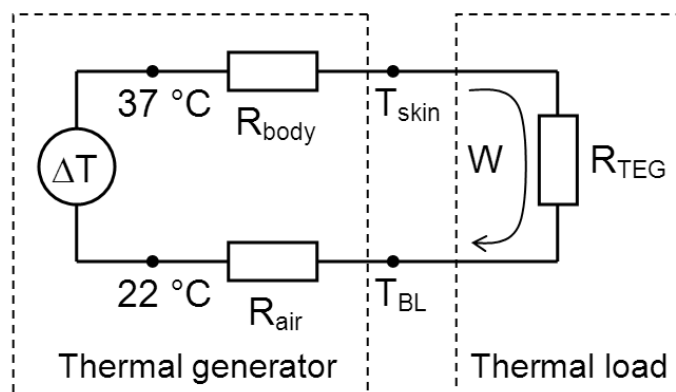 37 °C
R_body
T_skin
ΔT
W
R_TEG
22 °C
R_air
T_BL
Thermal generator
Thermal load